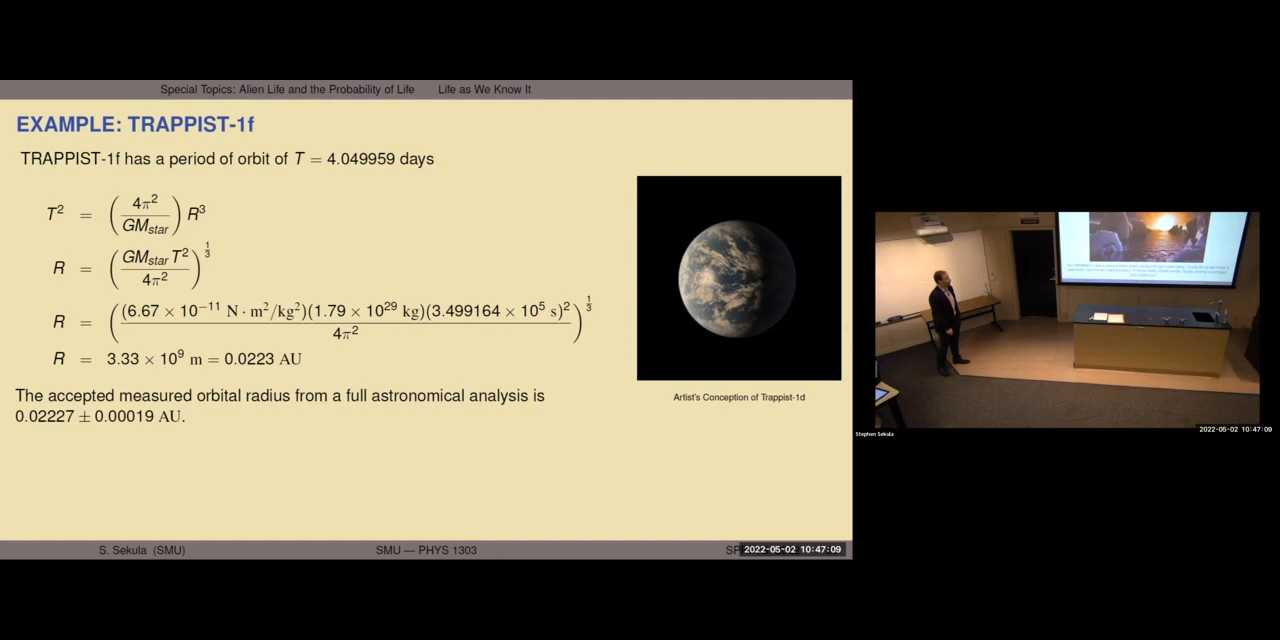 Special Topics: Alien Life and the Probability of Life Life as We Know It
EXAMPLE: TRAPPIST-1f
TRAPPIST-1f has a period of orbit of T = 4.049959 days
T² = (4π²/GM_star) R³
R = (GM_star T²/4π²)^(1/3)
R = ((6.67 × 10⁻¹¹ N · m²/kg²)(1.79 × 10²⁹ kg)(3.499164 × 10⁵ s)²/4π²)^(1/3)
R = 3.33 × 10⁹ m = 0.0223 AU
The accepted measured orbital radius from a full astronomical analysis is
0.02227 ± 0.00019 AU.
Artist's Conception of Trappist-1d
S. Sekula (SMU) SMU — PHYS 1303 SP
2022-05-02 10:47:09
Stephen Sekula
2022-05-02 10:47:09